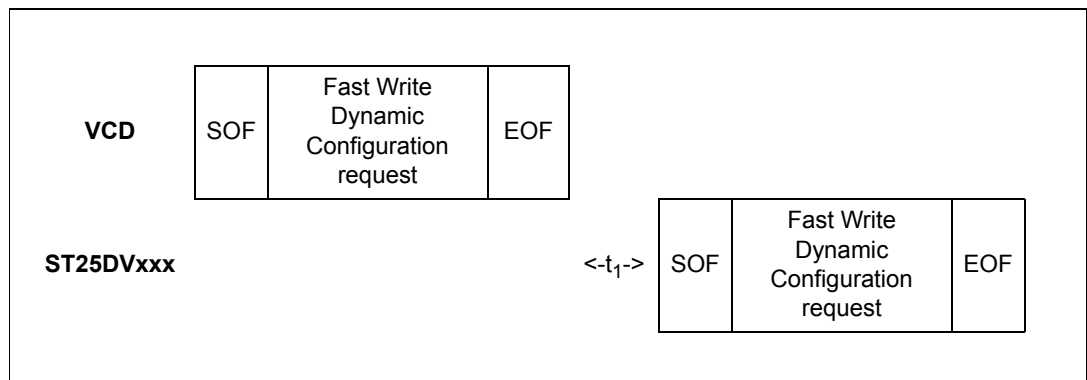 VCD
SOF
Fast Write
Dynamic
Configuration
request
EOF
ST25DVxxx
<-t1->
SOF
Fast Write
Dynamic
Configuration
request
EOF